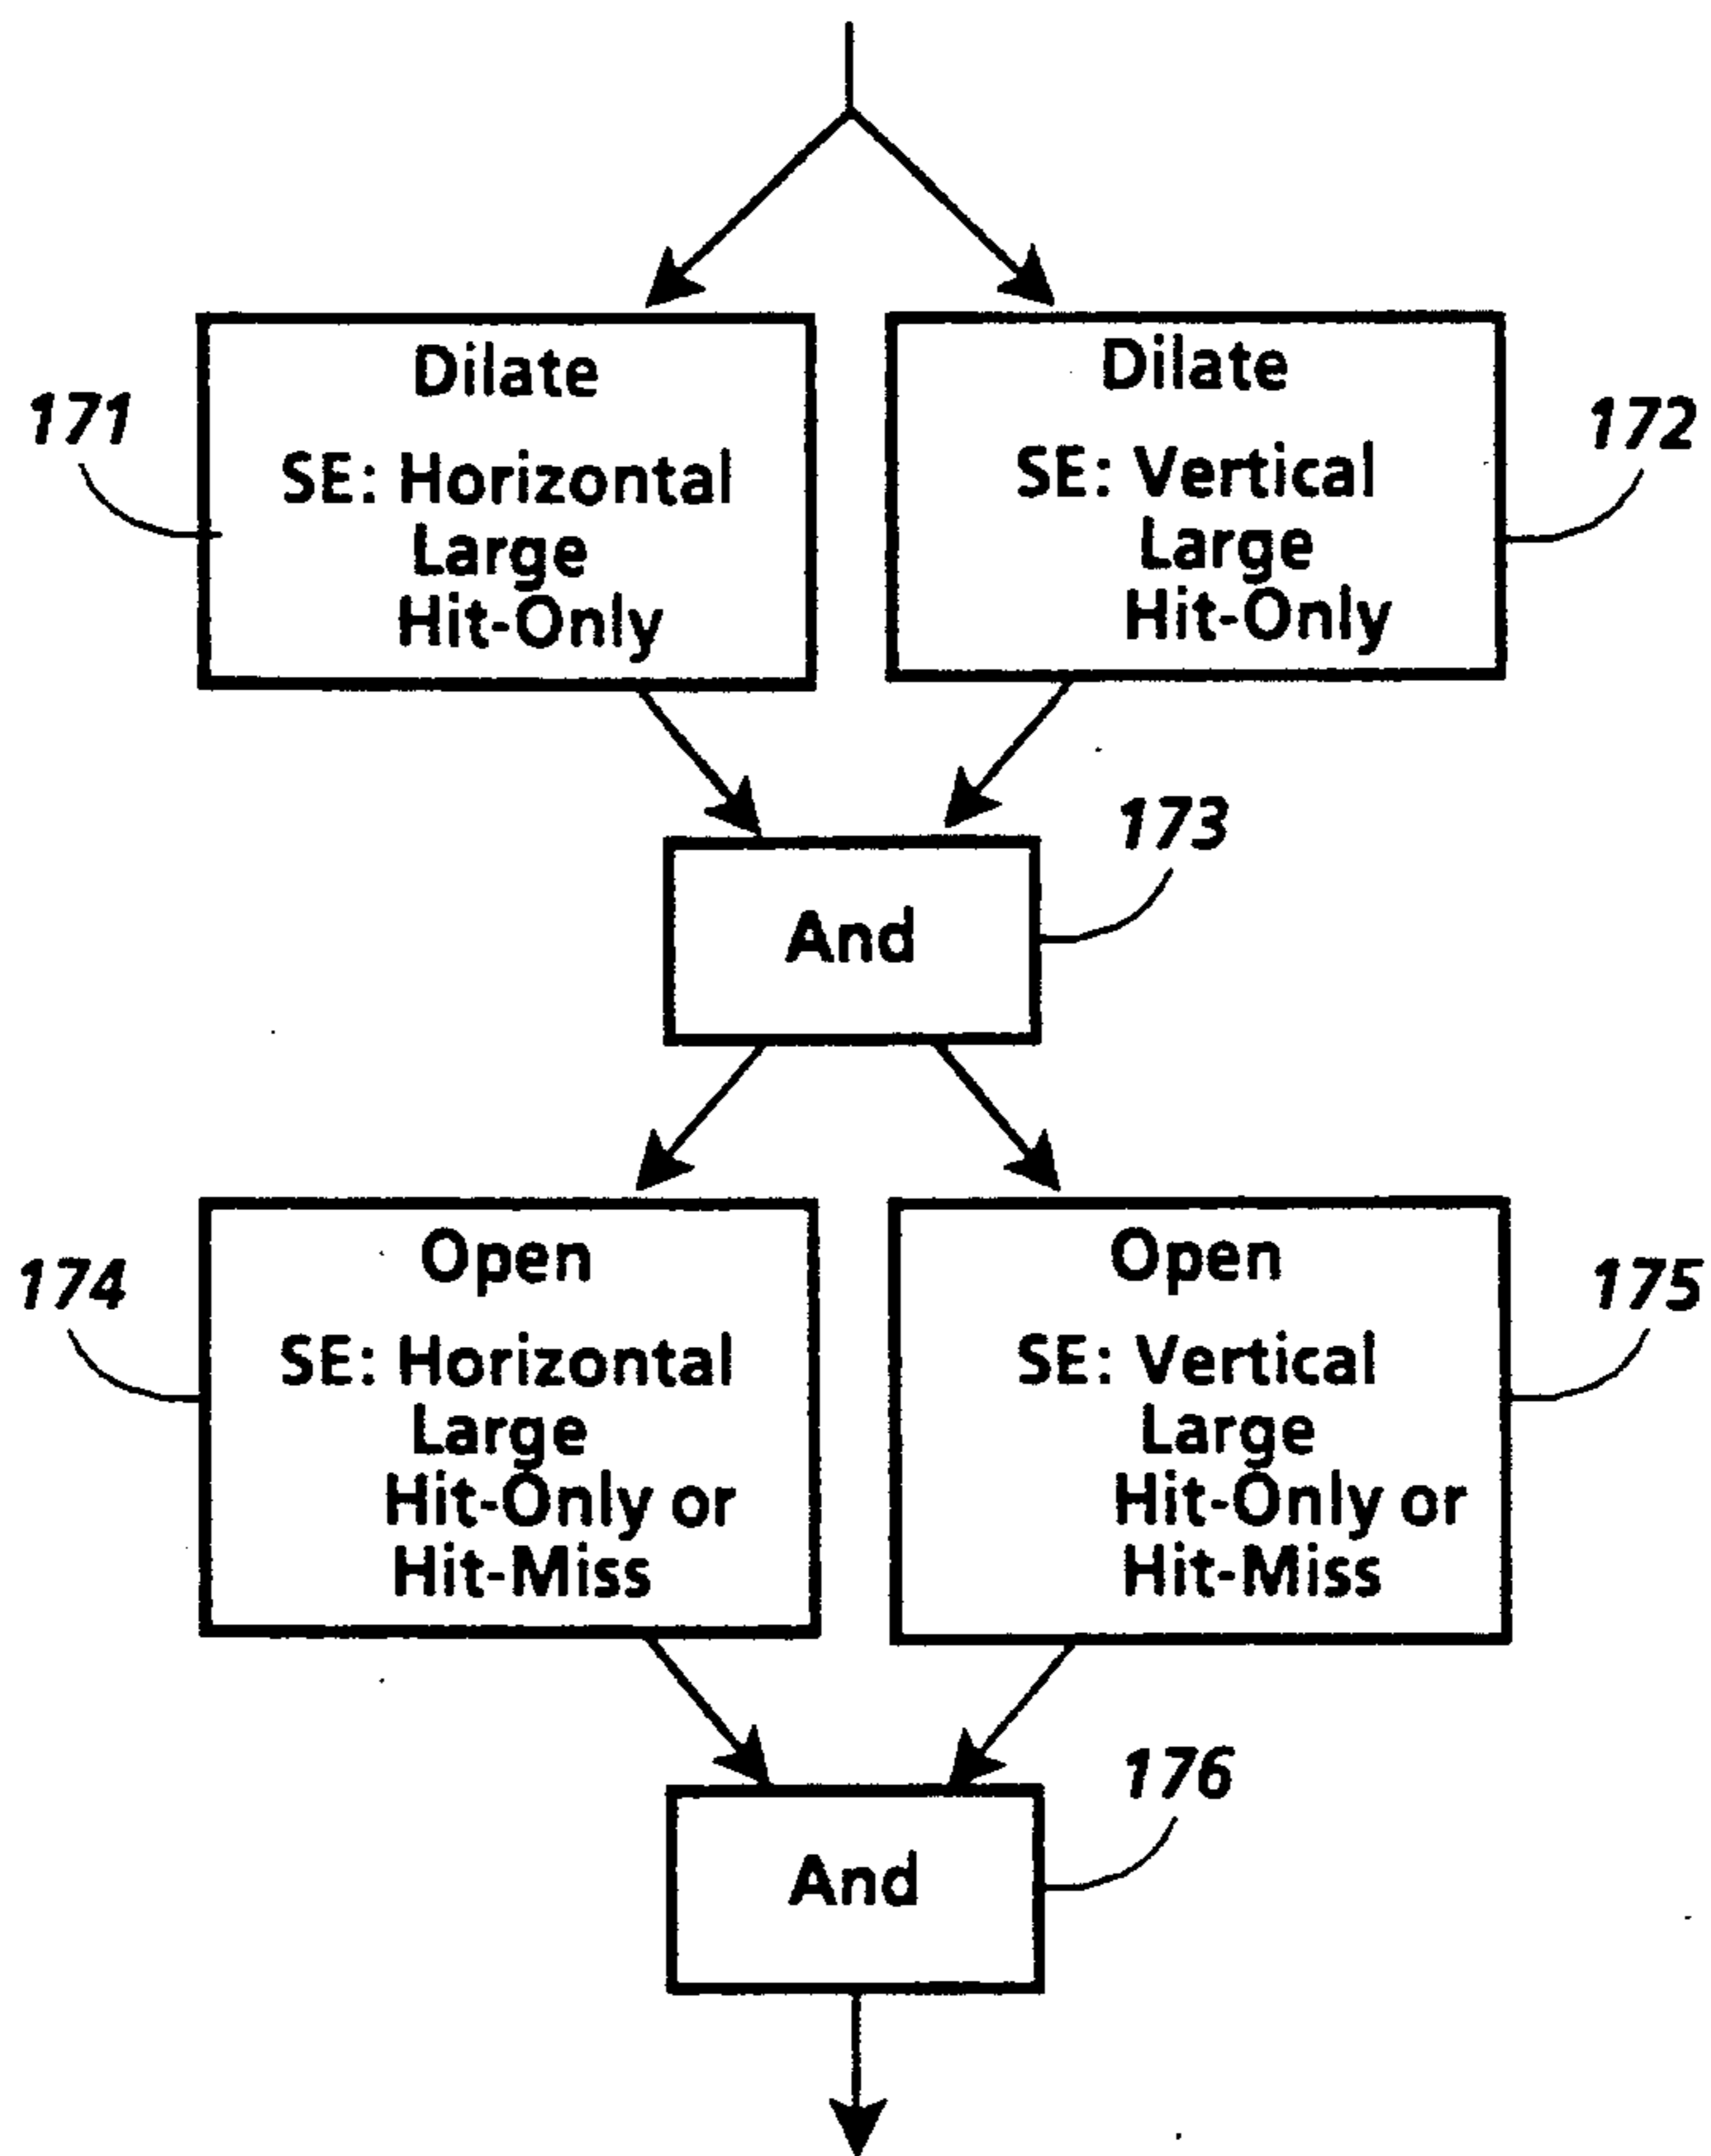 Dilate
SE: Horizontal
Large
Hit-Only
171
Dilate
SE: Vertical
Large
Hit-Only
172
And
173
Open
SE: Horizontal
Large
Hit-Only or
Hit-Miss
174
Open
SE: Vertical
Large
Hit-Only or
Hit-Miss
175
And
176